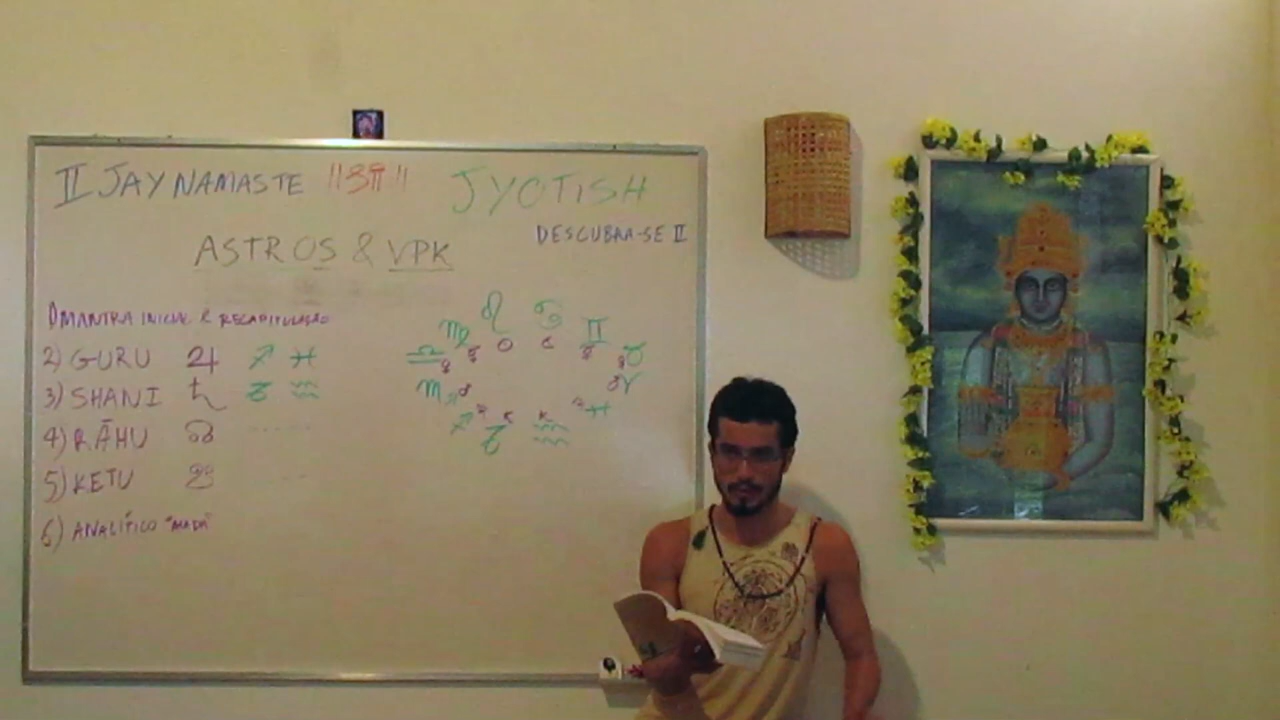 II JAY NAMASTE ॥ॐ॥ JYOTISH
DESCUBRA-SE II
ASTROS & VPK
1) MANTRA INICIAL & RECAPITULAÇÃO
2) GURU ♃ ♐ ♓
3) SHANI ♄ ♑ ♒
4) RĀHU ☊
5) KETU ☋
6) ANALÍTICO "MAPA"
♎ ♍ ♌ ♋ ♊ ♉
♏ ♈
♐ ♑ ♒ ♓